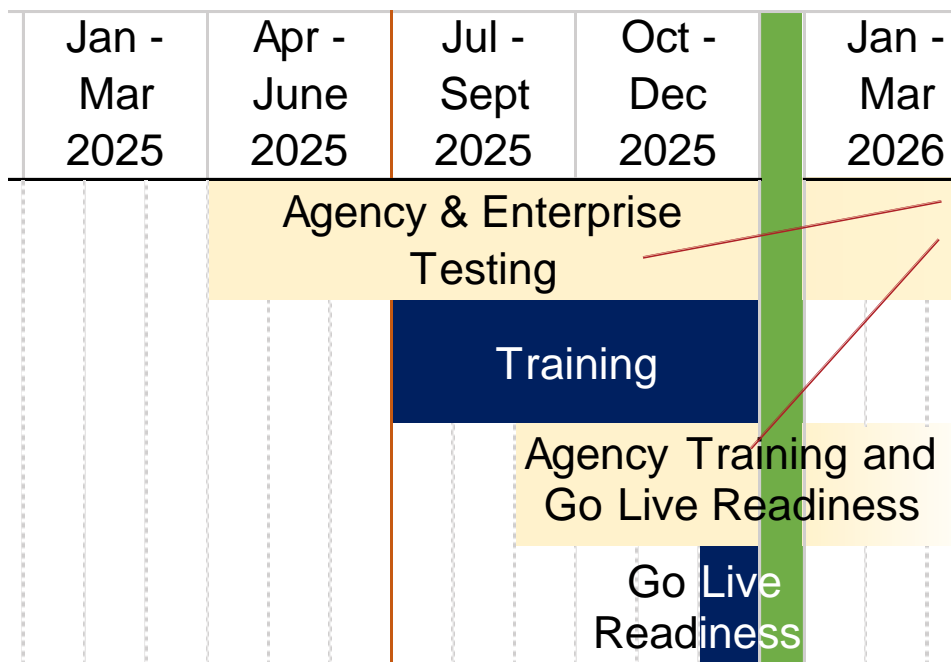 Jan - Mar 2025
Apr - June 2025
Jul - Sept 2025
Oct - Dec 2025
Jan - Mar 2026
Agency & Enterprise
Testing
Training
Agency Training and
Go Live Readiness
Go Live
Readiness